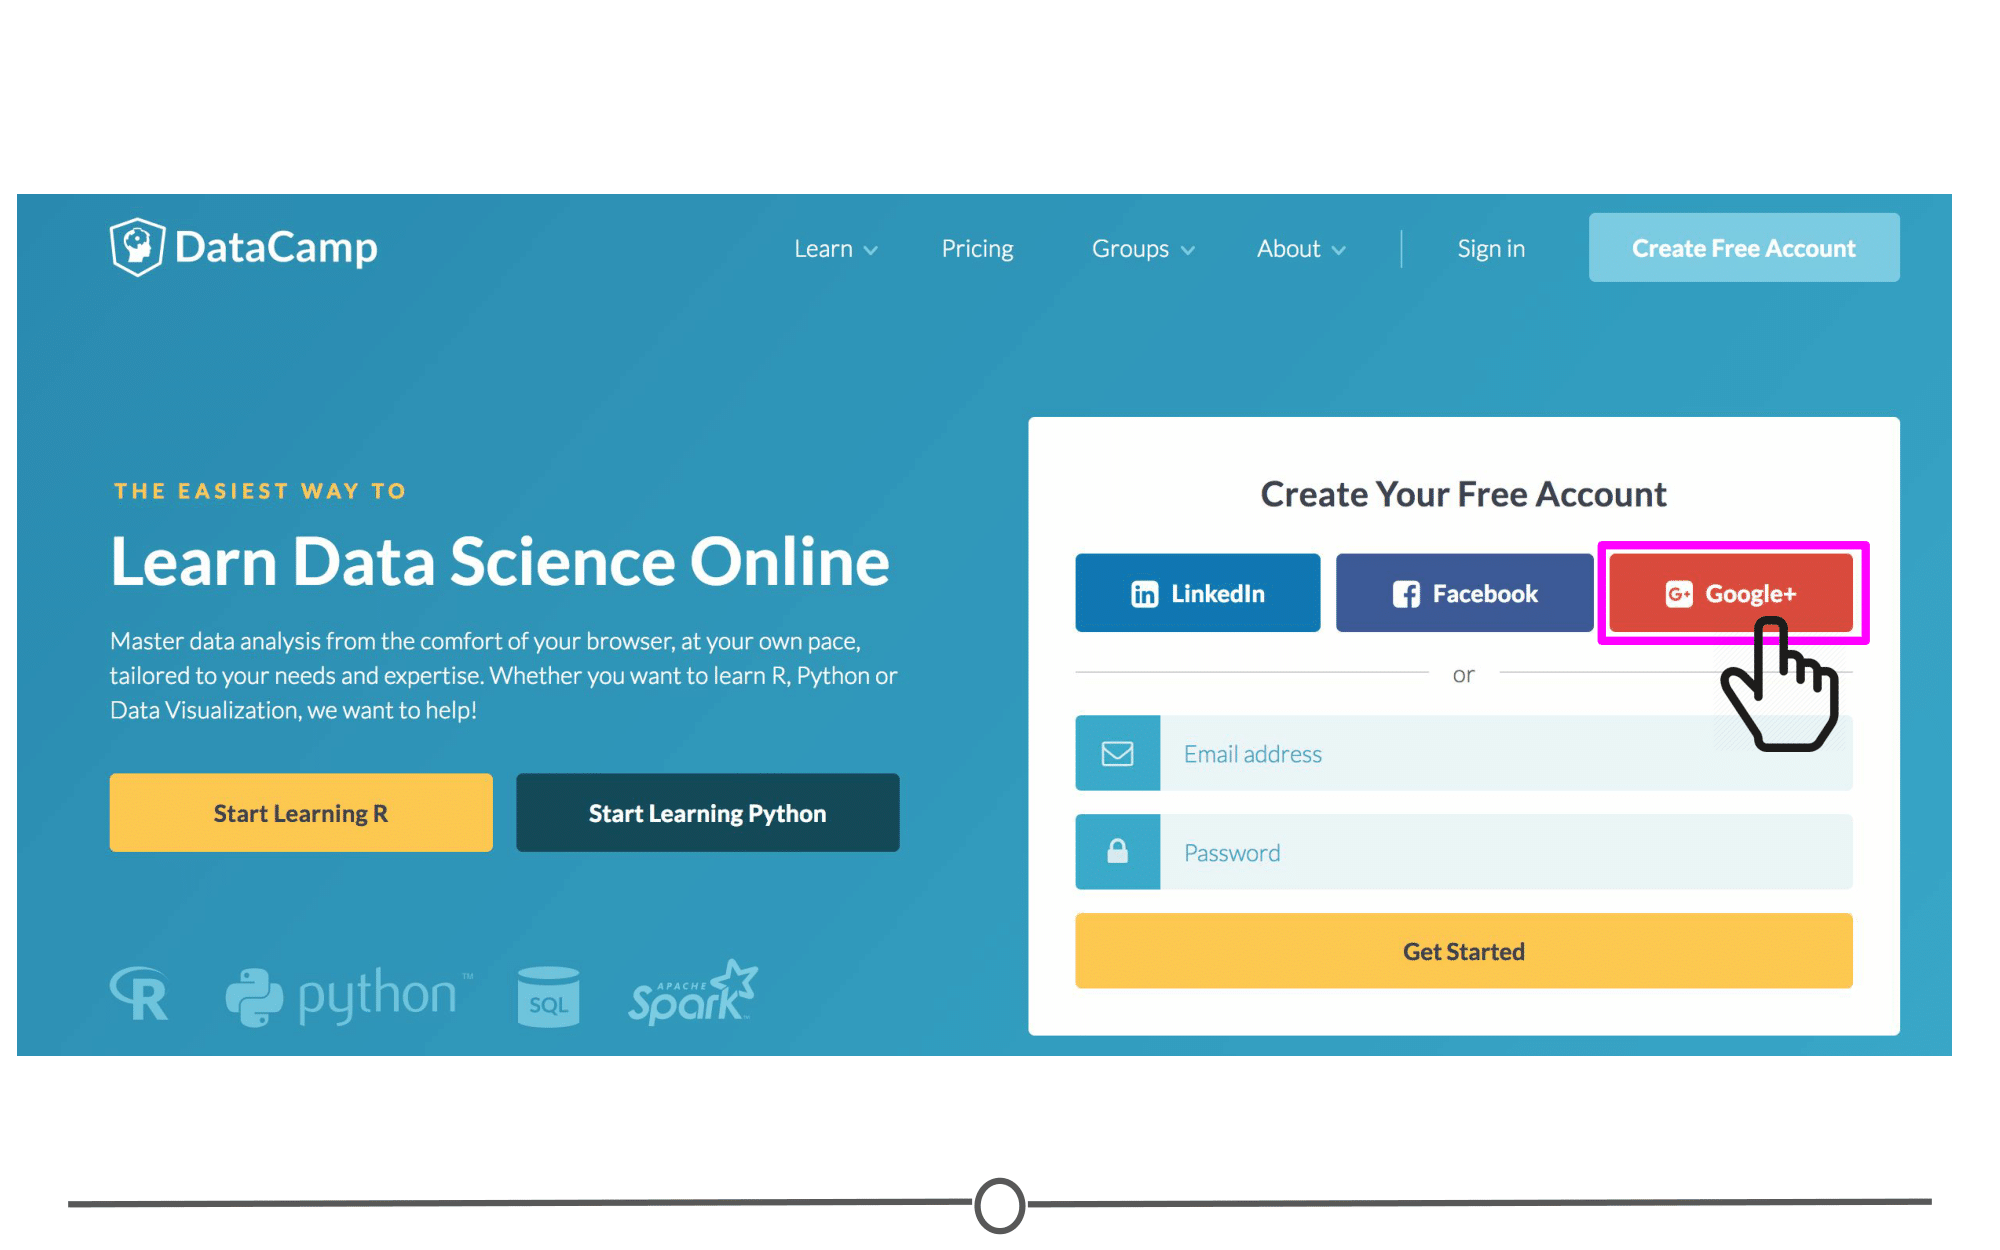 DataCamp
Learn
Pricing
Groups
About
Sign in
Create Free Account
THE EASIEST WAY TO
Learn Data Science Online
Master data analysis from the comfort of your browser, at your own pace,
tailored to your needs and expertise. Whether you want to learn R, Python or
Data Visualization, we want to help!
Start Learning R
Start Learning Python
R
python™
SQL
APACHE
Spark™
Create Your Free Account
in LinkedIn
f Facebook
G+ Google+
or
Email address
Password
Get Started